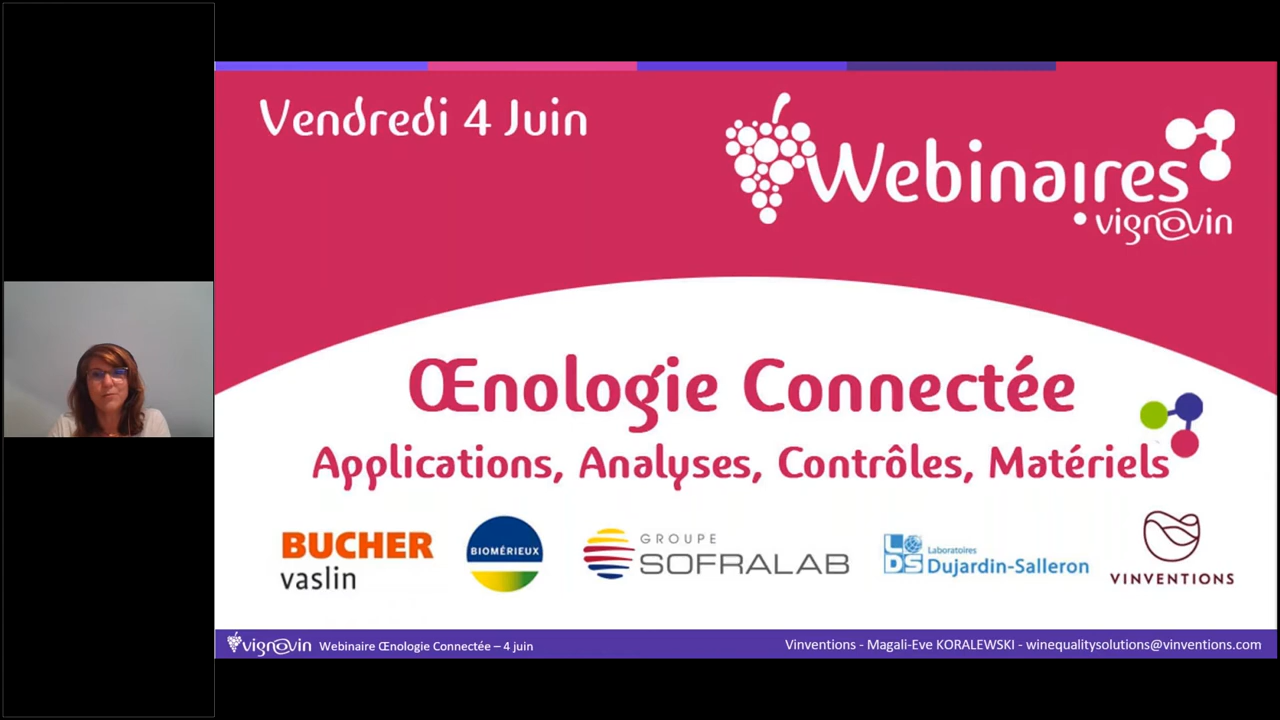 Vendredi 4 Juin
Webinaires
vignovin
Œnologie Connectée
Applications, Analyses, Contrôles, Matériels
BUCHER
vaslin
BIOMÉRIEUX
GROUPE
SOFRALAB
LDS
Laboratoires
Dujardin-Salleron
VINVENTIONS
vignovin Webinaire Œnologie Connectée – 4 juin
Vinventions - Magali-Eve KORALEWSKI - winequalitysolutions@vinventions.com